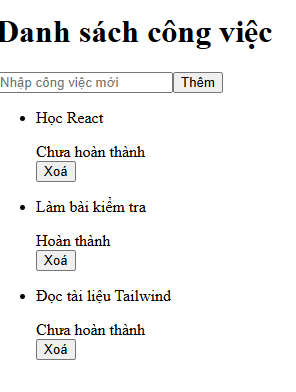 Danh sách công việc
Nhập công việc mới Thêm
Học React
Chưa hoàn thành
Xoá
Làm bài kiểm tra
Hoàn thành
Xoá
Đọc tài liệu Tailwind
Chưa hoàn thành
Xoá